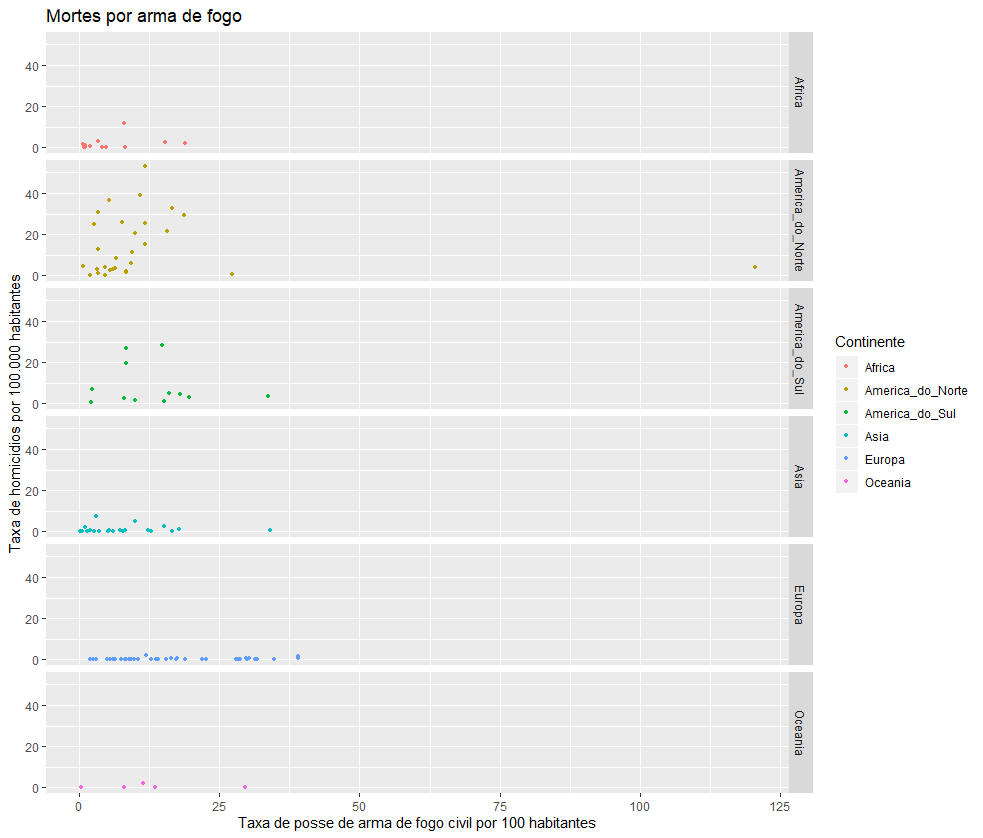 Mortes por arma de fogo
40
20
0
Africa
40
20
0
America_do_Norte
40
20
0
America_do_Sul
40
20
0
Asia
40
20
0
Europa
40
20
0
Oceania
0 25 50 75 100 125
Taxa de posse de arma de fogo civil por 100 habitantes
Taxa de homicidios por 100.000 habitantes
Continente
Africa
America_do_Norte
America_do_Sul
Asia
Europa
Oceania